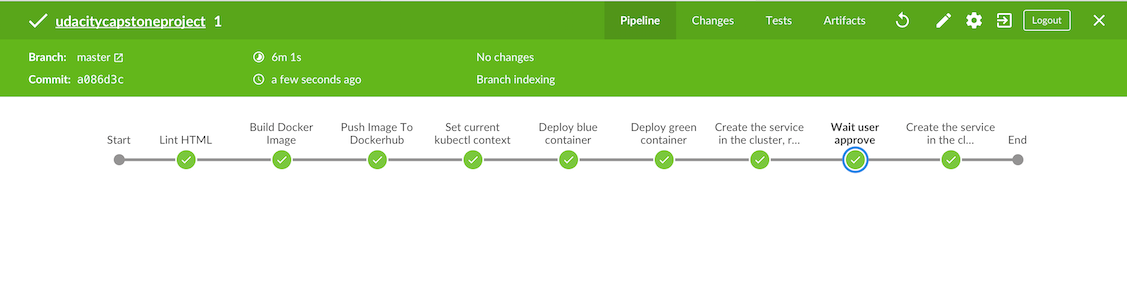 udacitycapstoneproject 1
Pipeline Changes Tests Artifacts Logout
Branch: master 6m 1s No changes
Commit: a086d3c a few seconds ago Branch indexing
Start
Lint HTML
Build Docker
Image
Push Image To
Dockerhub
Set current
kubectl context
Deploy blue
container
Deploy green
container
Create the service
in the cluster, r...
Wait user
approve
Create the service
in the cl...
End